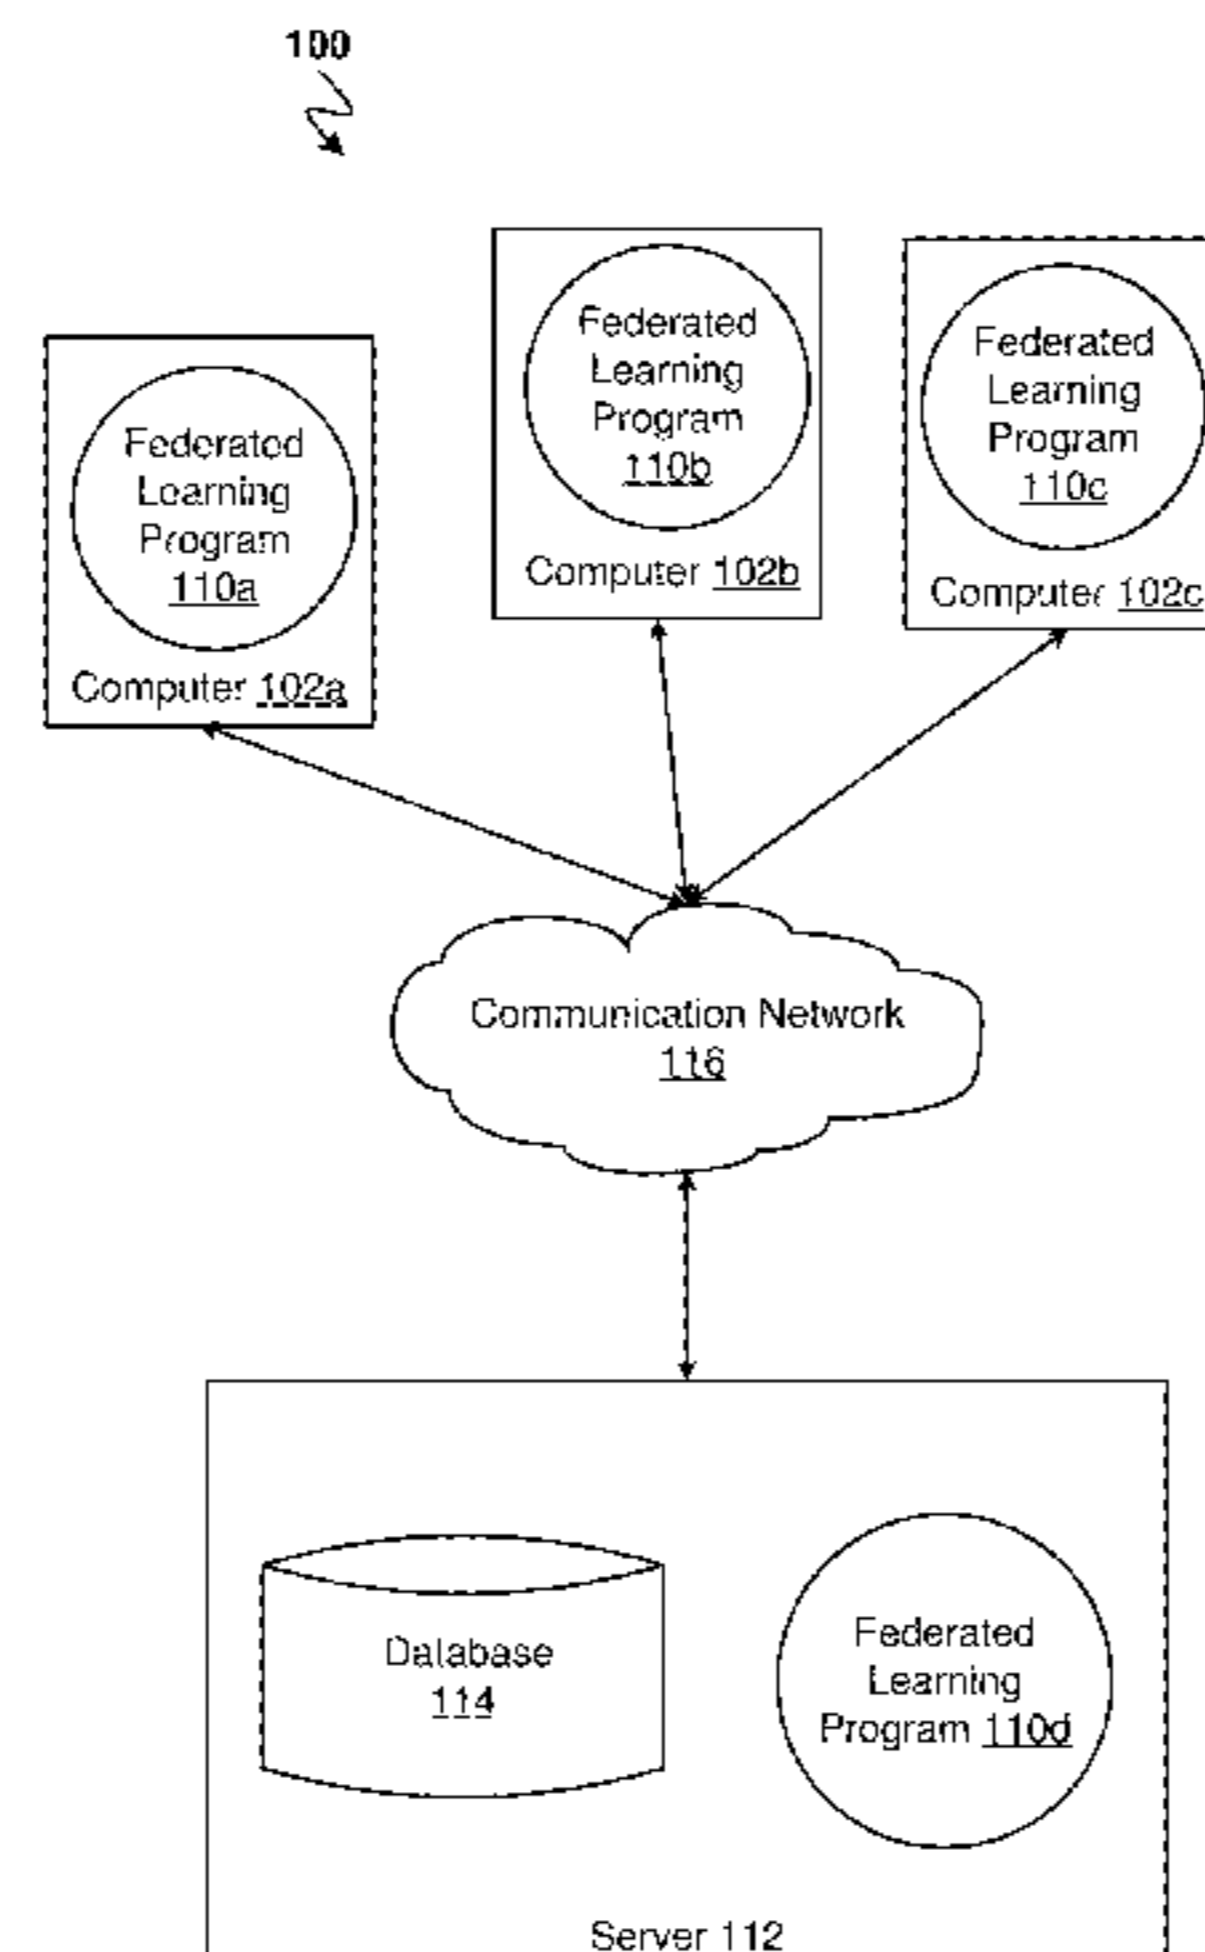 100
Federated
Learning
Program
110a
Computer 102a
Federated
Learning
Program
110b
Computer 102b
Federated
Learning
Program
110c
Computer 102c
Communication Network
116
Database
114
Federated
Learning
Program 110d
Server 112